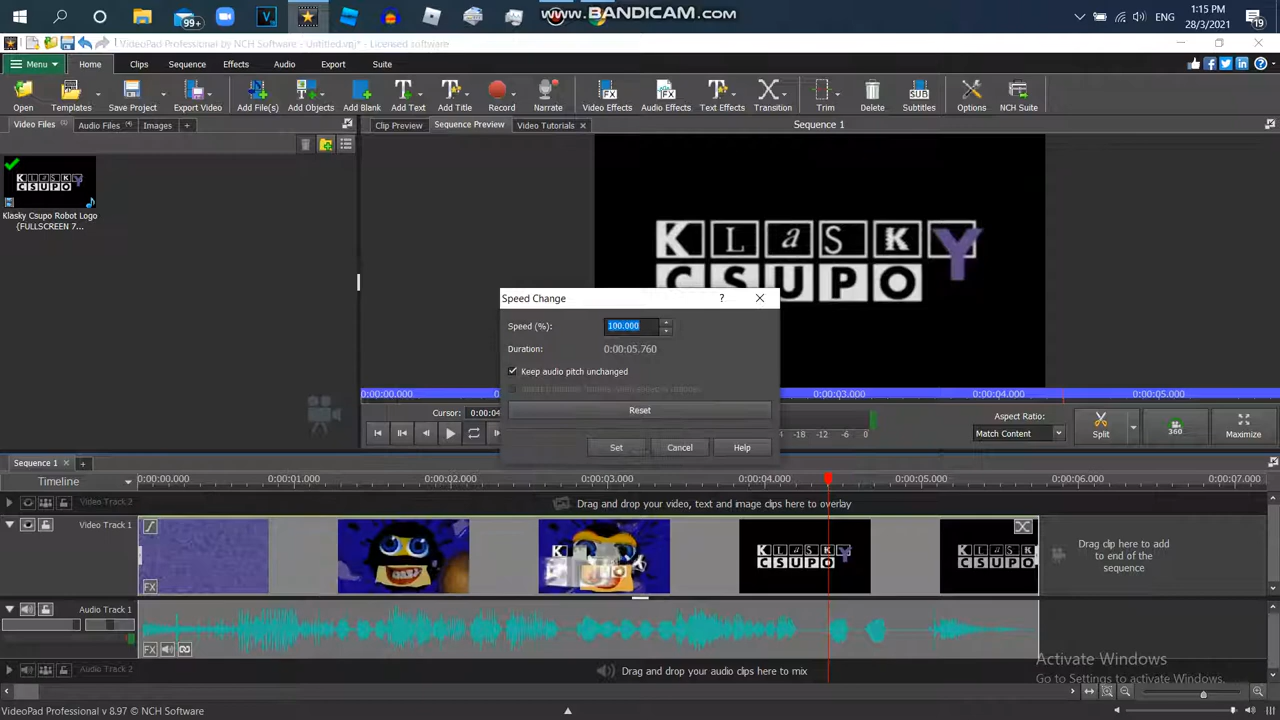 www.BANDICAM.com
99+
1:15 PM
ENG
28/3/2021
19
VideoPad Professional by NCH Software - Untitled.vpj* - Licensed software
Menu
Home
Clips
Sequence
Effects
Audio
Export
Suite
Open
Templates
Save Project
Export Video
Add File(s)
Add Objects
Add Blank
Add Text
Add Title
Record
Narrate
Video Effects
Audio Effects
Text Effects
Transition
Trim
Delete
Subtitles
Options
NCH Suite
Video Files
Audio Files
Images
Clip Preview
Sequence Preview
Video Tutorials
Sequence 1
Klasky Csupo Robot Logo
{FULLSCREEN 7...
KLaSKY
CSUPO
Speed Change
Speed (%):
100.000
Duration:
0:00:05.760
Keep audio pitch unchanged
Reset
Set
Cancel
Help
0:00:00.000
0:00:03.000
0:00:04.000
0:00:05.000
Cursor:
0:00:04
-18 -12 -6 0
Aspect Ratio:
Match Content
Split
360
Maximize
Sequence 1
Timeline
0:00:00.000
0:00:01.000
0:00:02.000
0:00:03.000
0:00:04.000
0:00:05.000
0:00:06.000
0:00:07.000
Video Track 2
Drag and drop your video, text and image clips here to overlay
Video Track 1
FX
KLaSKY
CSUPO
Drag clip here to add
to end of the
sequence
Audio Track 1
FX
Audio Track 2
Drag and drop your audio clips here to mix
Activate Windows
Go to Settings to activate Windows.
VideoPad Professional v 8.97 © NCH Software